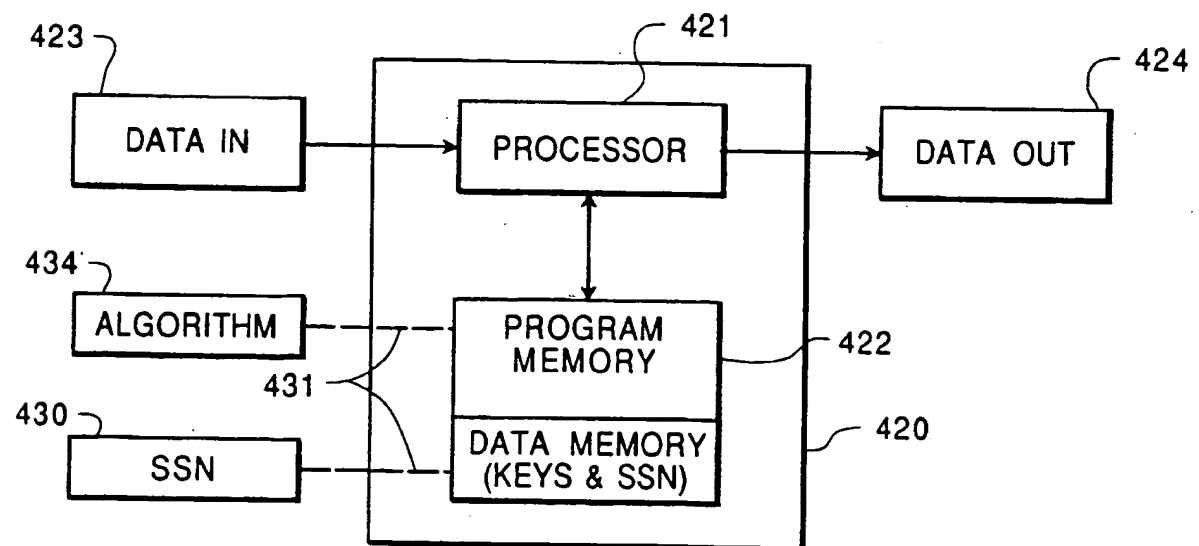 423
421
424
DATA IN
PROCESSOR
DATA OUT
434
ALGORITHM
PROGRAM
MEMORY
422
431
430
SSN
DATA MEMORY
(KEYS & SSN)
420